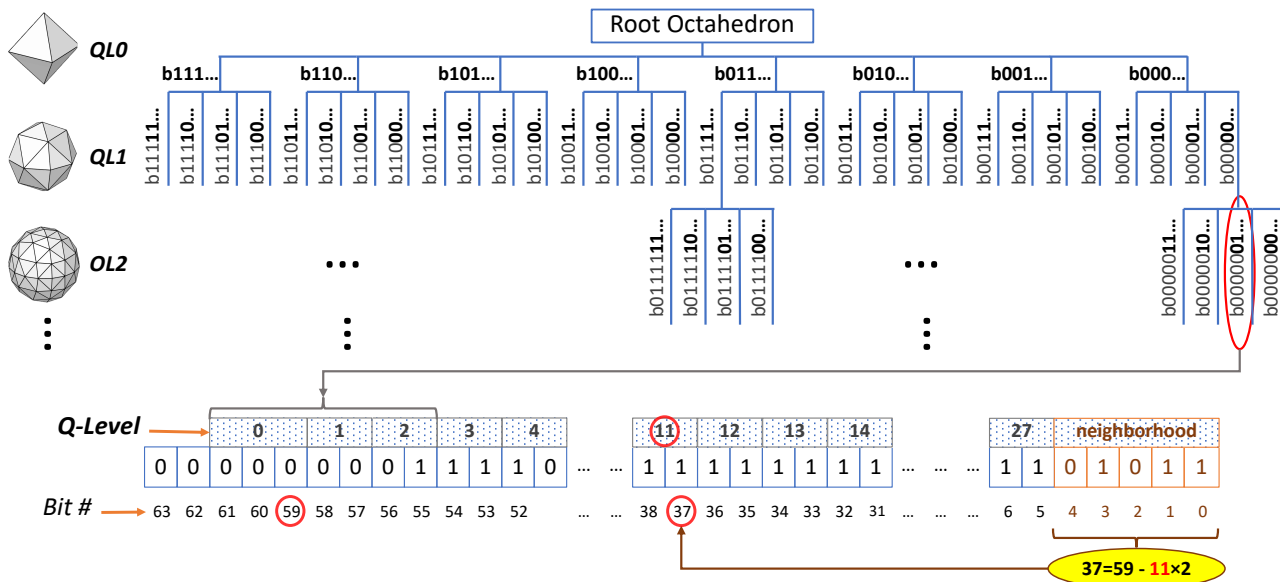 Root Octahedron
QL0
b111... b110... b101... b100... b011... b010... b001... b000...
QL1
b11111... b11110... b11101... b11100... b11011... b11010... b11001... b11000... b10111... b10110... b10101... b10100... b10011... b10010... b10001... b10000... b01111... b01110... b01101... b01100... b01011... b01010... b01001... b01000... b00111... b00110... b00101... b00100... b00011... b00010... b00001... b00000...
OL2
b0111111... b0111110... b0111101... b0111100... ... ... b0000011... b0000010... b0000001... b0000000...
Q-Level 0 1 2 3 4 11 12 13 14 27 neighborhood
0 0 0 0 0 0 0 0 1 1 1 1 0 ... ... 1 1 1 1 1 1 1 1 ... ... ... 1 1 0 1 0 1 1
Bit # 63 62 61 60 59 58 57 56 55 54 53 52 ... ... 38 37 36 35 34 33 32 31 ... ... ... 6 5 4 3 2 1 0
37=59 - 11×2